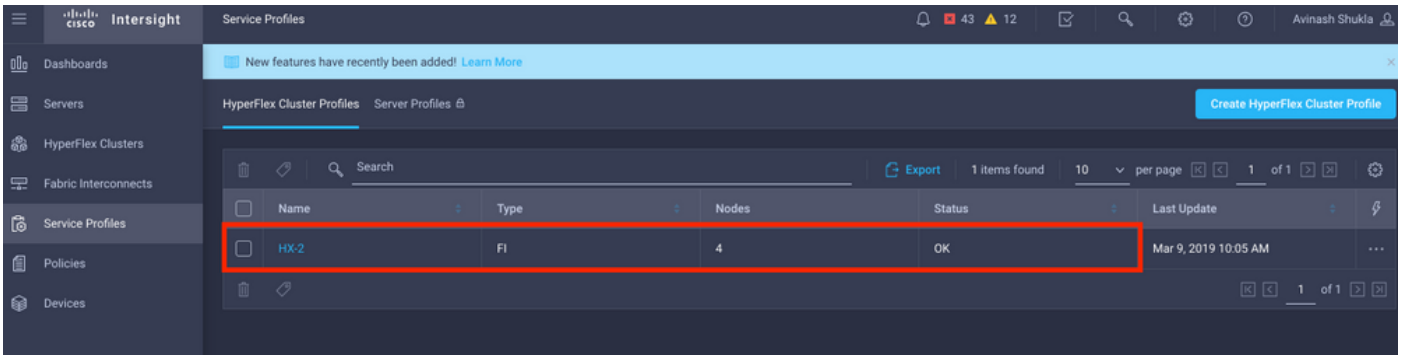 cisco Intersight
Service Profiles
43 12
Avinash Shukla
New features have recently been added! Learn More
Dashboards
Servers
HyperFlex Clusters
Fabric Interconnects
Service Profiles
Policies
Devices
HyperFlex Cluster Profiles Server Profiles
Create HyperFlex Cluster Profile
Search
Export 1 items found 10 per page 1 of 1
Name Type Nodes Status Last Update
HX-2 FI 4 OK Mar 9, 2019 10:05 AM
1 of 1